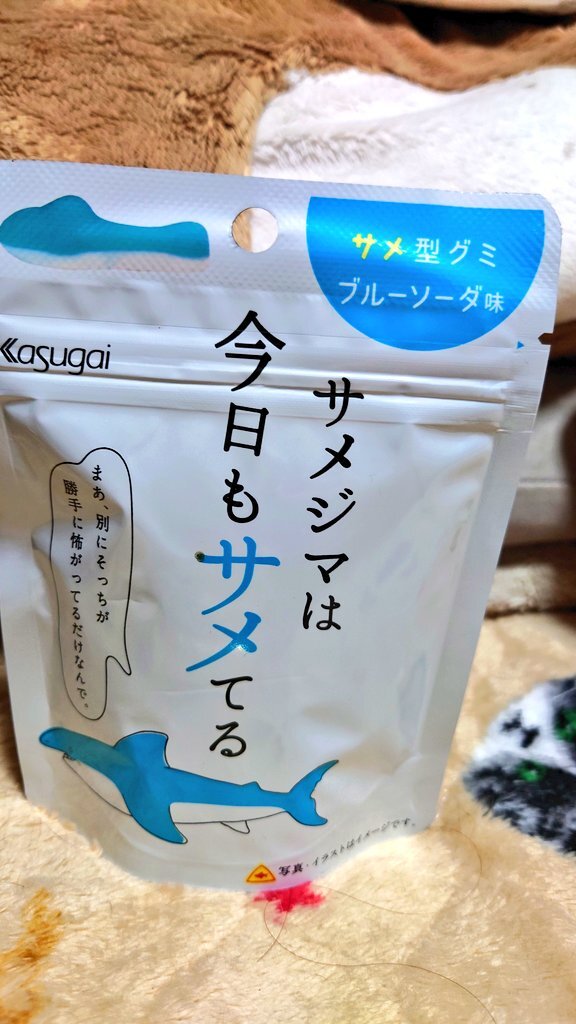 サメ型グミ
ブルーソーダ味
Kasugai
サメジマは
今日もサメてる
まあ、別にそっちが
勝手に怖がってるだけなんで。
写真・イラストはイメージです。